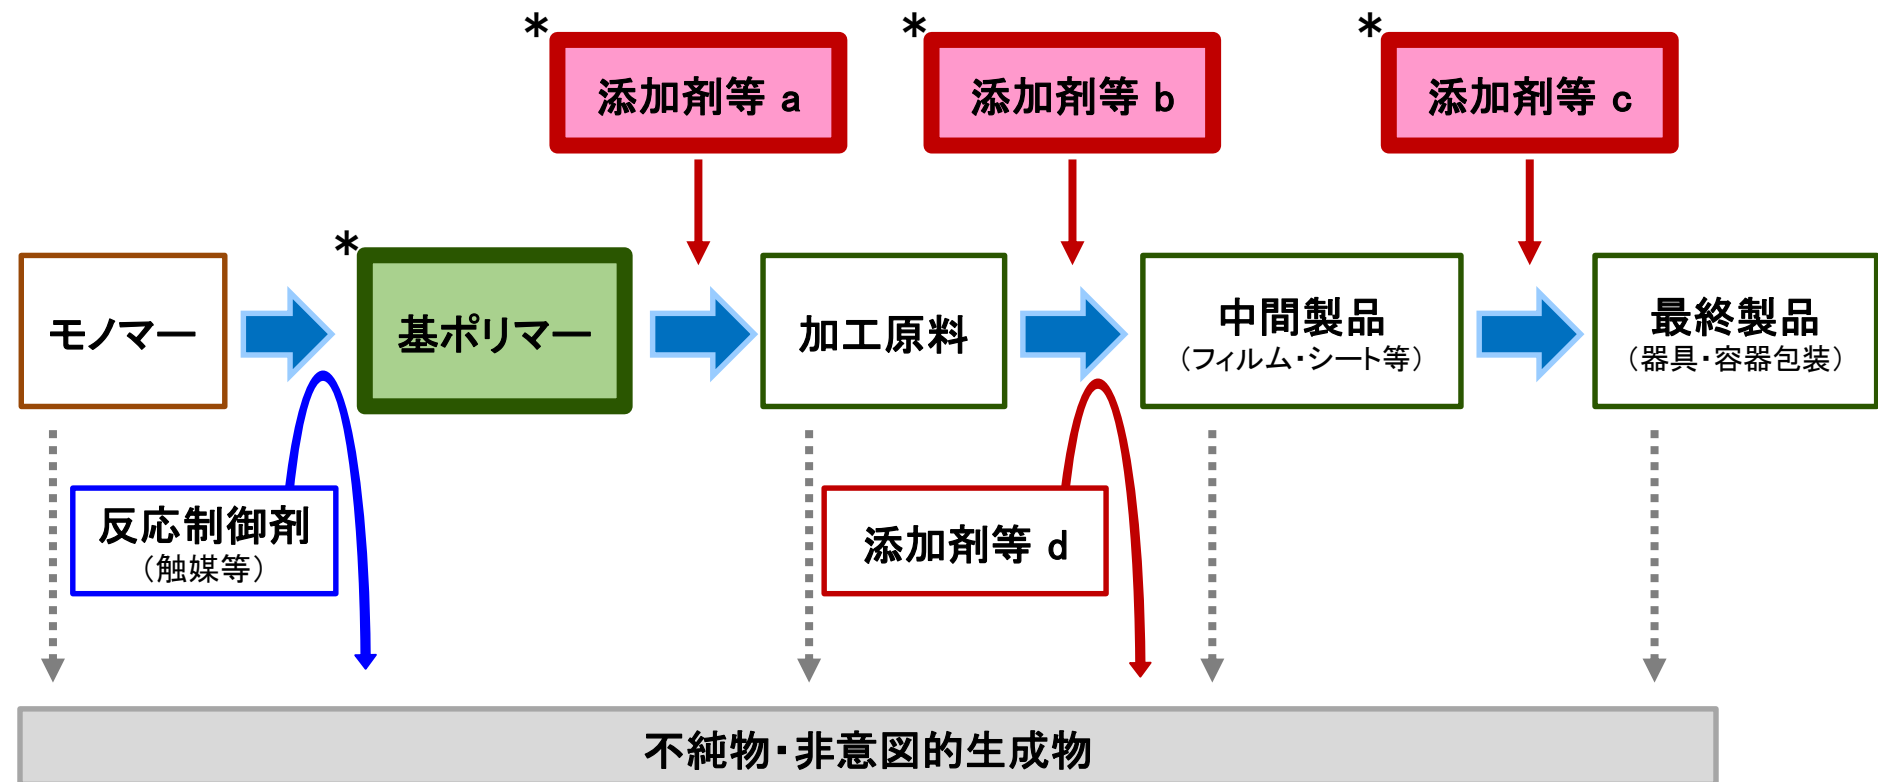 * 添加剤等 a
* 添加剤等 b
* 添加剤等 c
モノマー
* 基ポリマー
加工原料
中間製品
（フィルム・シート等）
最終製品
（器具・容器包装）
反応制御剤
（触媒等）
添加剤等 d
不純物・非意図的生成物